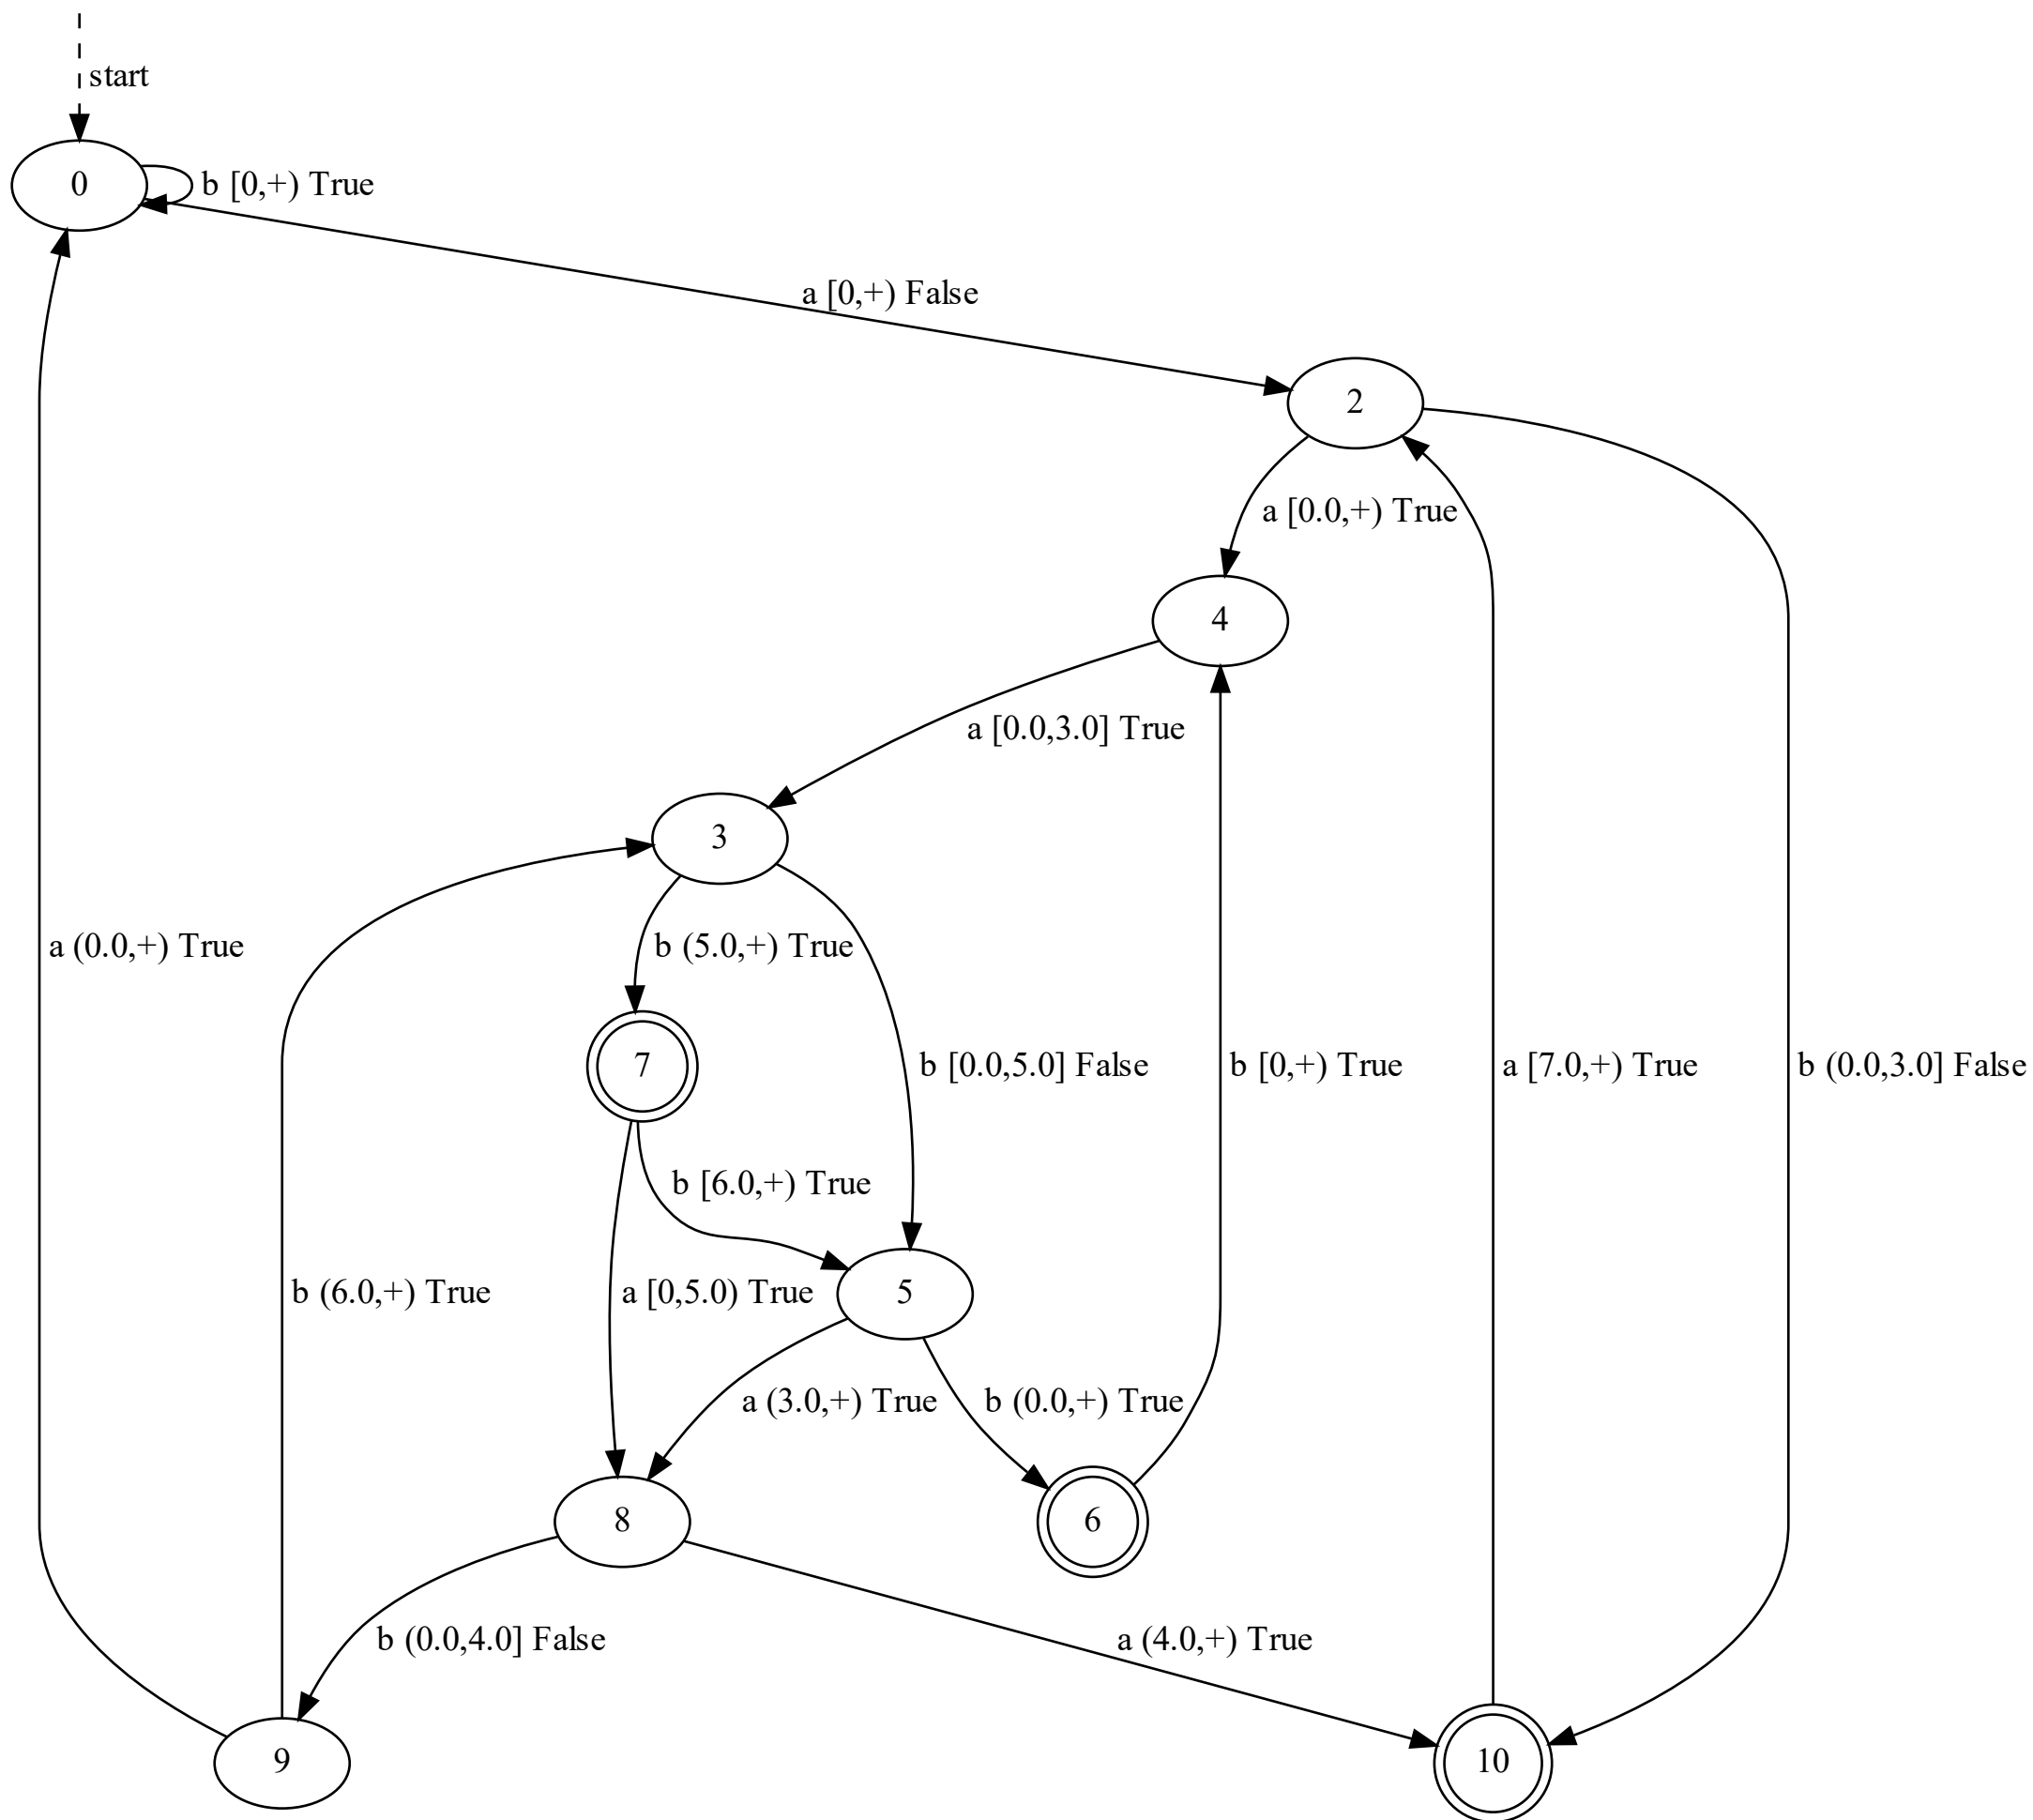 start
0
b [0,+) True
a [0,+) False
2
a [0.0,+) True
4
a [0.0,3.0] True
3
a (0.0,+) True
b (5.0,+) True
7
b [0.0,5.0] False
b [0,+) True
a [7.0,+) True
b (0.0,3.0] False
b [6.0,+) True
b (6.0,+) True
a [0,5.0) True
5
a (3.0,+) True
b (0.0,+) True
8
6
b (0.0,4.0] False
a (4.0,+) True
9
10